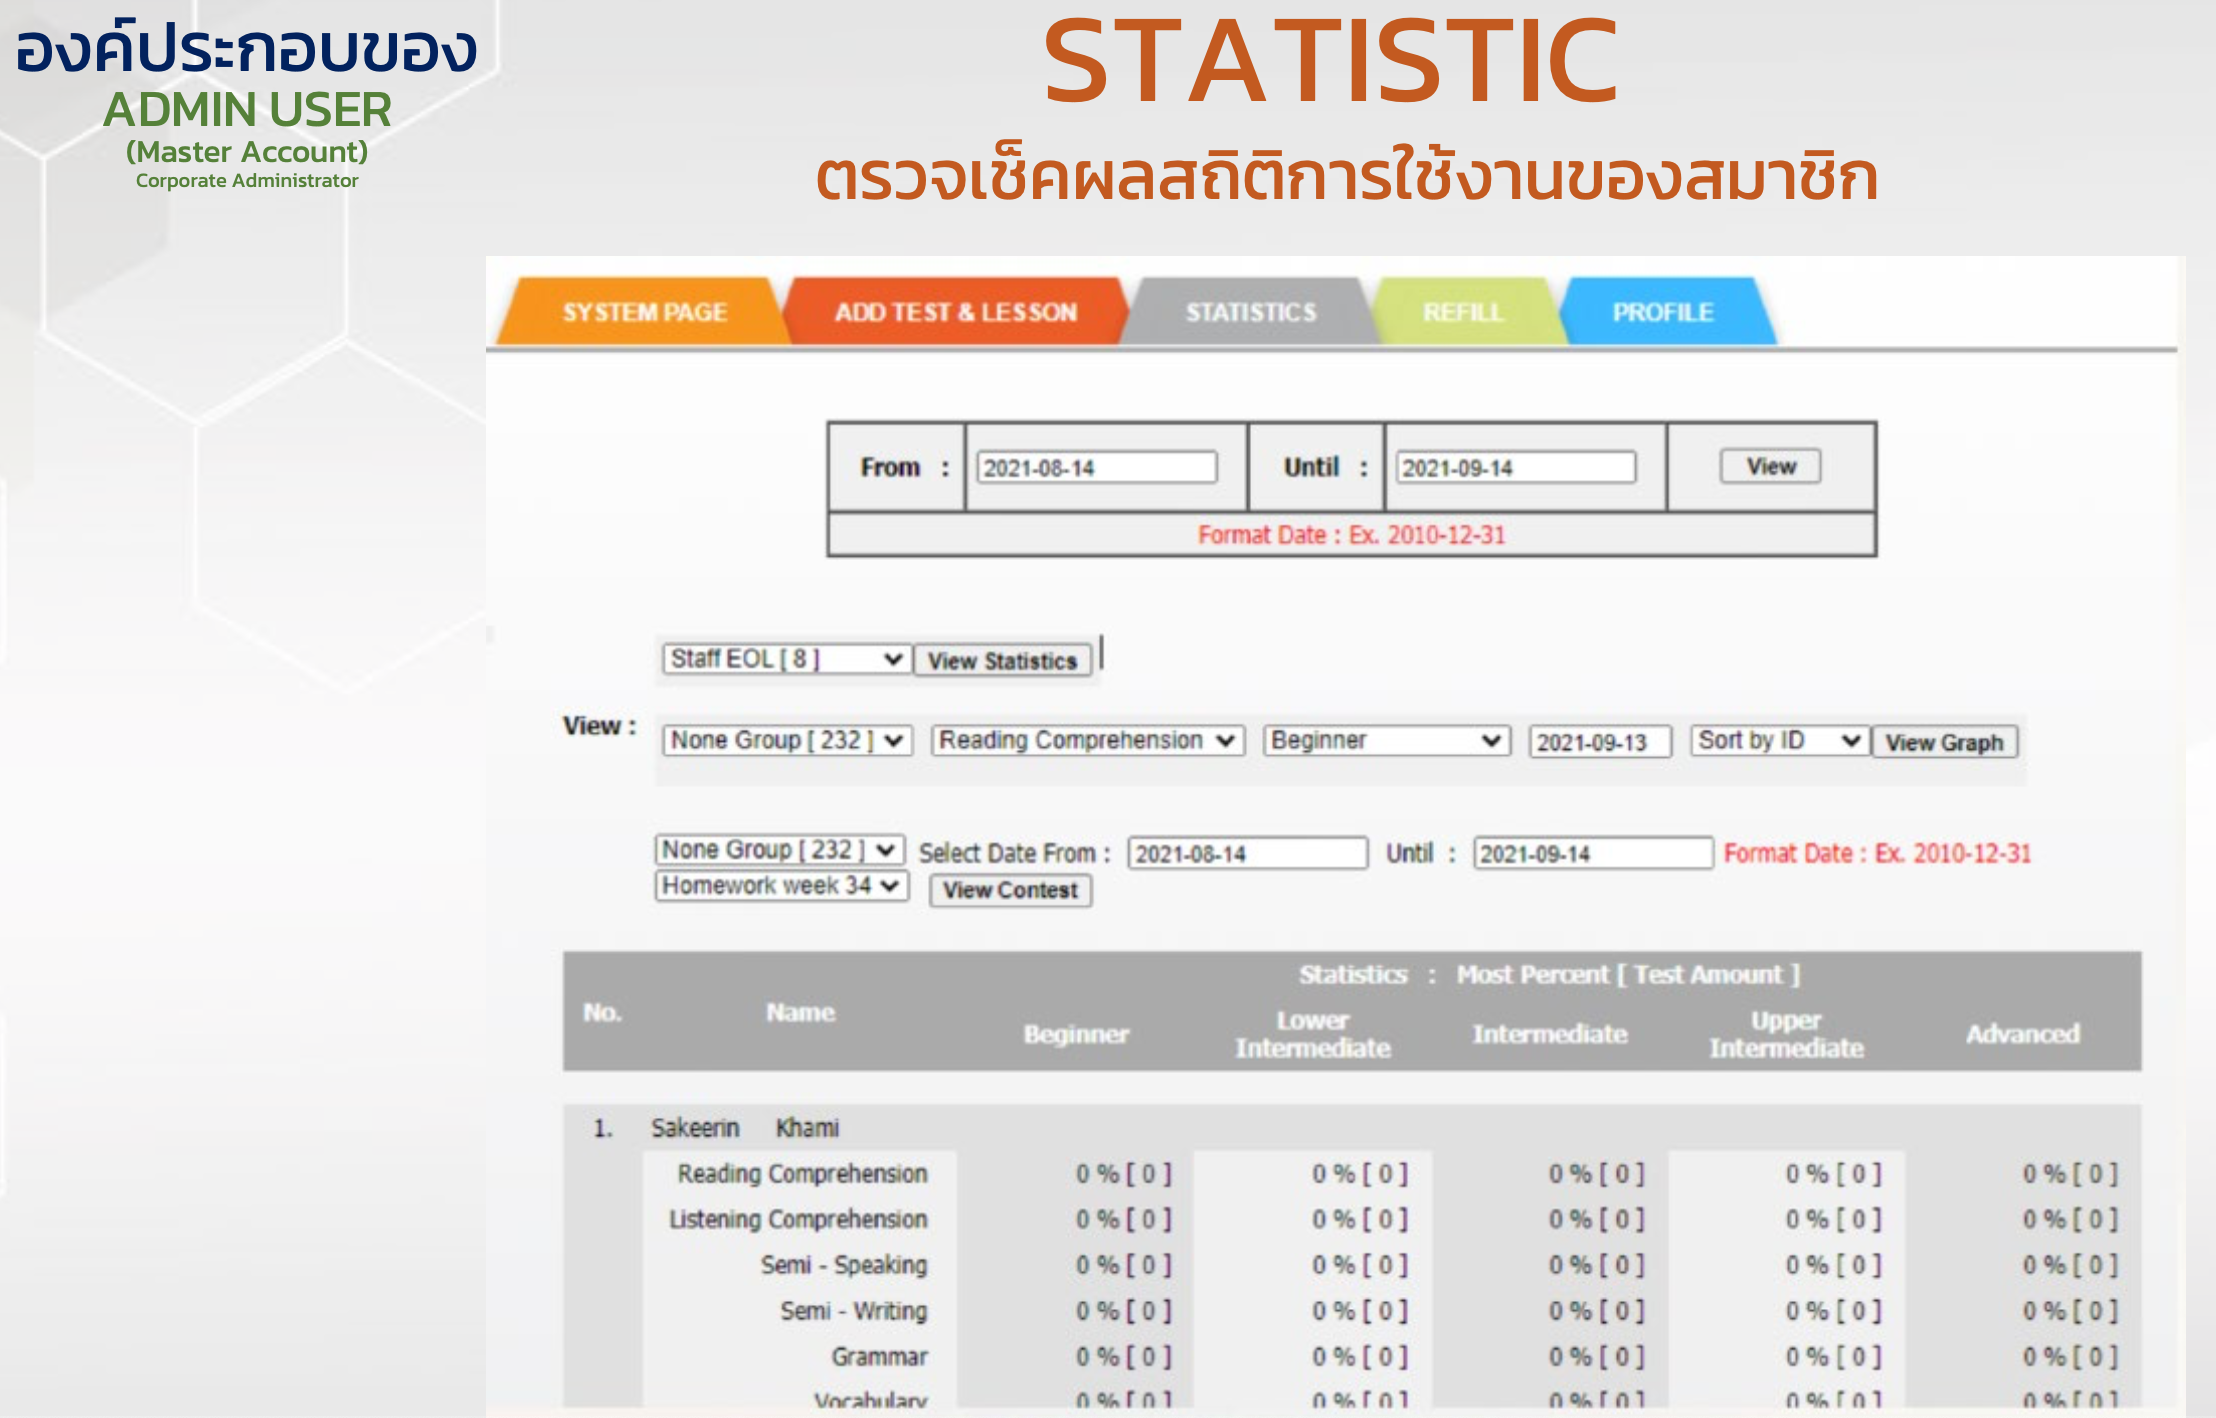 องค์ประกอบของ
ADMIN USER
(Master Account)
Corporate Administrator
STATISTIC
ตรวจเช็คผลสถิติการใช้งานของสมาชิก
SYSTEM PAGE ADD TEST & LESSON STATISTICS REFILL PROFILE
From : 2021-08-14 Until : 2021-09-14 View
Format Date : Ex. 2010-12-31
Staff EOL [ 8 ] View Statistics
View :
None Group [ 232 ] Reading Comprehension Beginner 2021-09-13 Sort by ID View Graph
None Group [ 232 ] Select Date From : 2021-08-14 Until : 2021-09-14 Format Date : Ex. 2010-12-31
Homework week 34 View Contest
Statistics : Most Percent [ Test Amount ]
No. Name Beginner Lower Intermediate Intermediate Upper Intermediate Advanced
1. Sakeerin Khami
Reading Comprehension 0 % [ 0 ] 0 % [ 0 ] 0 % [ 0 ] 0 % [ 0 ] 0 % [ 0 ]
Listening Comprehension 0 % [ 0 ] 0 % [ 0 ] 0 % [ 0 ] 0 % [ 0 ] 0 % [ 0 ]
Semi - Speaking 0 % [ 0 ] 0 % [ 0 ] 0 % [ 0 ] 0 % [ 0 ] 0 % [ 0 ]
Semi - Writing 0 % [ 0 ] 0 % [ 0 ] 0 % [ 0 ] 0 % [ 0 ] 0 % [ 0 ]
Grammar 0 % [ 0 ] 0 % [ 0 ] 0 % [ 0 ] 0 % [ 0 ] 0 % [ 0 ]
Vocabulary 0 % [ 0 ] 0 % [ 0 ] 0 % [ 0 ] 0 % [ 0 ] 0 % [ 0 ]